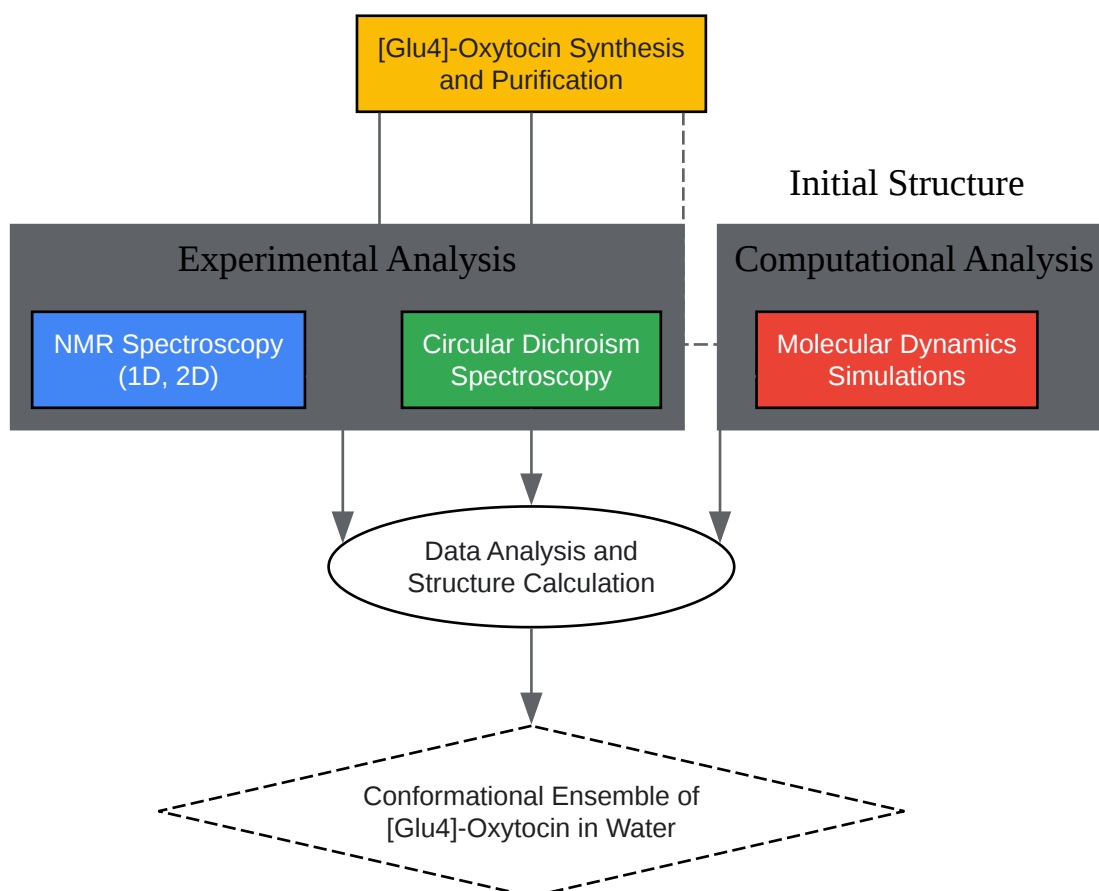 [Glu4]-Oxytocin Synthesis
and Purification
Initial Structure
Experimental Analysis
Computational Analysis
NMR Spectroscopy
(1D, 2D)
Circular Dichroism
Spectroscopy
Molecular Dynamics
Simulations
Data Analysis and
Structure Calculation
Conformational Ensemble of
[Glu4]-Oxytocin in Water